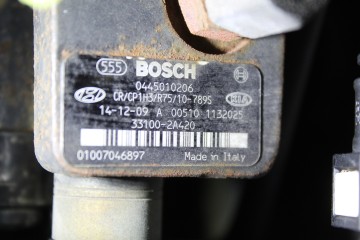 555 BOSCH
0445010206
CR/CP1H3/R75/10-789S
14-12-09 A 00510 1132025
33100-2A420
01007046897 Made in Italy